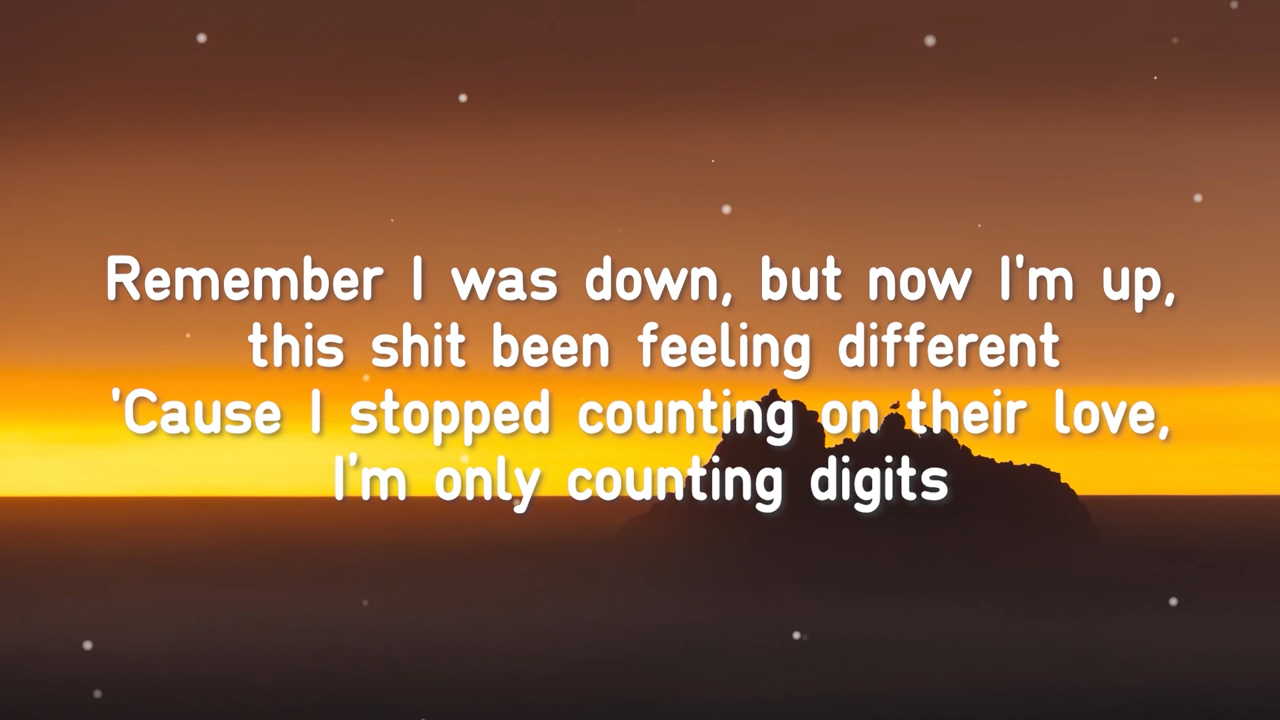 Remember I was down, but now I'm up,
this shit been feeling different
'Cause I stopped counting on their love,
I'm only counting digits